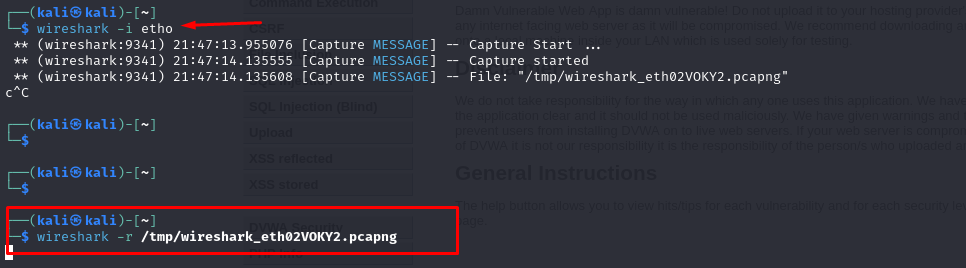 (kali㉿kali)-[~]
$ wireshark -i etho
** (wireshark:9341) 21:47:13.955076 [Capture MESSAGE] -- Capture Start ...
** (wireshark:9341) 21:47:14.135555 [Capture MESSAGE] -- Capture started
** (wireshark:9341) 21:47:14.135608 [Capture MESSAGE] -- File: "/tmp/wireshark_eth02VOKY2.pcapng"
c^C
(kali㉿kali)-[~]
$
(kali㉿kali)-[~]
$
(kali㉿kali)-[~]
$ wireshark -r /tmp/wireshark_eth02VOKY2.pcapng
Command Execution
CSRF
SQL Injection (Blind)
Upload
XSS reflected
XSS stored
DVWA
Damn Vulnerable Web App is damn vulnerable! Do not upload it to your hosting provider
any internet facing web server as it will be compromised. We recommend downloading
your LAN which is used solely for testing.
We do not take responsibility for the way in which any one uses this application. We have
the application clear and it should not be used maliciously. We have given warnings and
prevent users from installing DVWA on to live web servers. If your web server is
of DVWA it is not our responsibility it is the responsibility of the person/s who uploaded
General Instructions
The help button allows you to view hits/tips for each vulnerability and for each security
page.